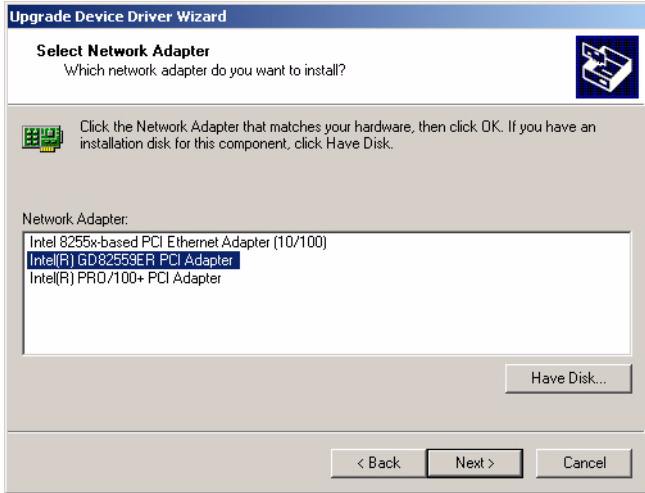 Upgrade Device Driver Wizard
Select Network Adapter
Which network adapter do you want to install?
Click the Network Adapter that matches your hardware, then click OK. If you have an
installation disk for this component, click Have Disk.
Network Adapter:
Intel 8255x-based PCI Ethernet Adapter (10/100)
Intel(R) GD82559ER PCI Adapter
Intel(R) PRO/100+ PCI Adapter
Have Disk...
< Back
Next >
Cancel